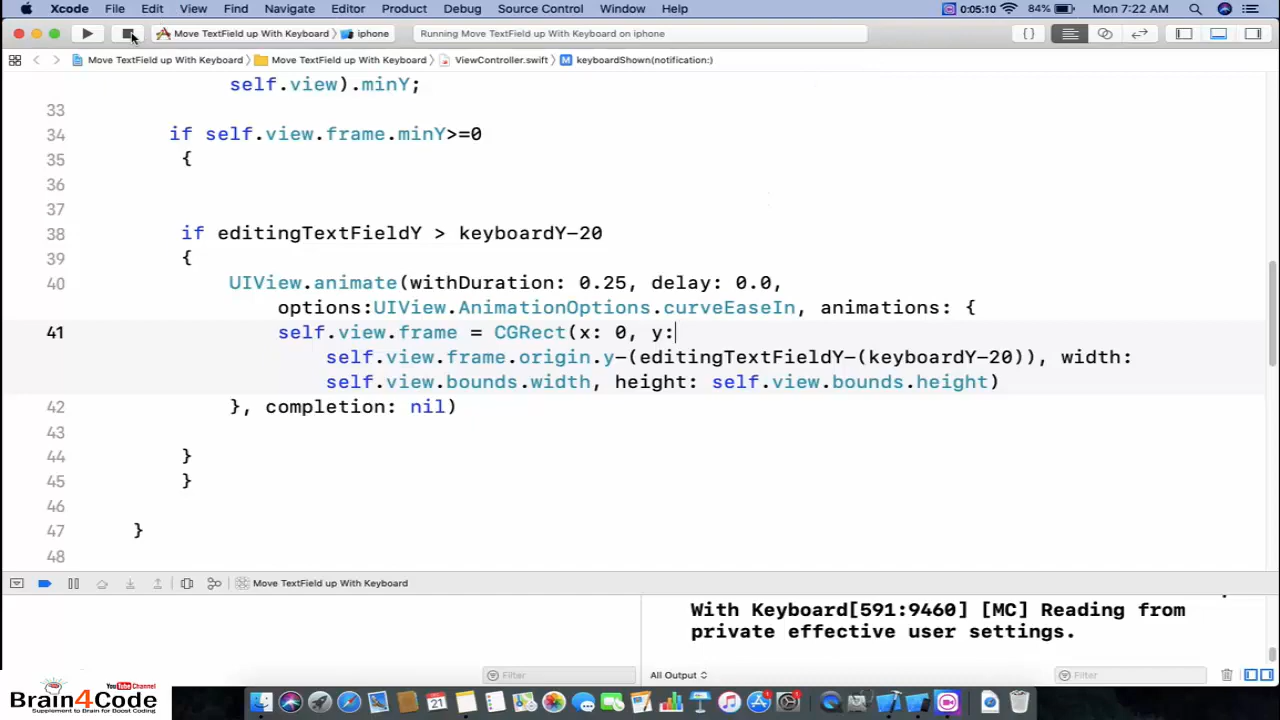 Xcode File Edit View Find Navigate Editor Product Debug Source Control Window Help 0:05:10 84% Mon 7:22 AM
Move TextField up With Keyboard iphone Running Move TextField up With Keyboard on iphone
Move TextField up With Keyboard Move TextField up With Keyboard ViewController.swift M keyboardShown(notification:)
self.view).minY;
33
34 if self.view.frame.minY>=0
35 {
36
37
38 if editingTextFieldY > keyboardY-20
39 {
40 UIView.animate(withDuration: 0.25, delay: 0.0,
options:UIView.AnimationOptions.curveEaseIn, animations: {
41 self.view.frame = CGRect(x: 0, y:
self.view.frame.origin.y-(editingTextFieldY-(keyboardY-20)), width:
self.view.bounds.width, height: self.view.bounds.height)
42 }, completion: nil)
43
44 }
45 }
46
47 }
48
Move TextField up With Keyboard
With Keyboard[591:9460] [MC] Reading from
private effective user settings.
Filter All Output Filter
YouTube Channel
Brain4Code
Supplement to Brain for Boost Coding